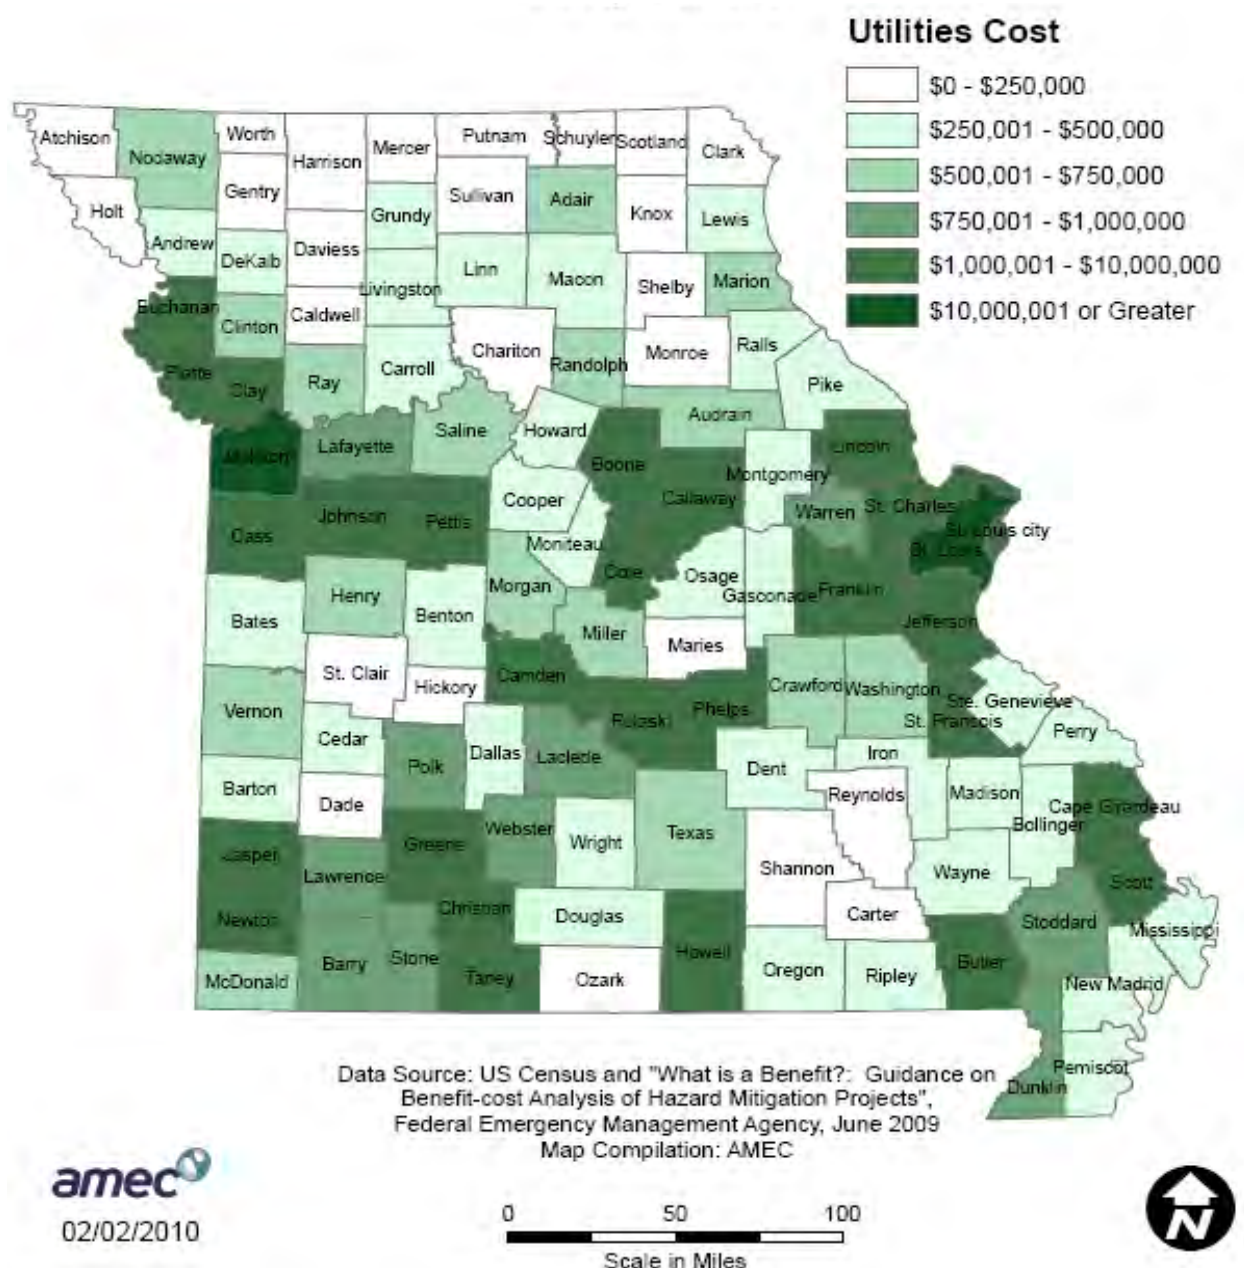 Utilities Cost
$0 - $250,000
$250,001 - $500,000
$500,001 - $750,000
$750,001 - $1,000,000
$1,000,001 - $10,000,000
$10,000,001 or Greater
Atchison
Nodaway
Worth
Harrison
Mercer
Putnam
Schuyler
Scotland
Clark
Holt
Gentry
Sullivan
Adair
Knox
Lewis
Grundy
Andrew
DeKalb
Daviess
Livingston
Linn
Macon
Shelby
Marion
Buchanan
Clinton
Caldwell
Carroll
Chariton
Randolph
Monroe
Ralls
Pike
Platte
Clay
Ray
Saline
Howard
Audrain
Jackson
Lafayette
Boone
Callaway
Montgomery
Lincoln
Cooper
Warren
St. Charles
St. Louis city
St. Louis
Cass
Johnson
Pettis
Moniteau
Cole
Osage
Gasconade
Franklin
Jefferson
Bates
Henry
Benton
Morgan
Miller
Maries
St. Clair
Hickory
Camden
Pulaski
Phelps
Crawford
Washington
Ste. Genevieve
St. Francois
Perry
Vernon
Cedar
Polk
Dallas
Laclede
Dent
Iron
Reynolds
Madison
Bollinger
Cape Girardeau
Barton
Dade
Greene
Webster
Wright
Texas
Shannon
Wayne
Scott
Jasper
Lawrence
Christian
Douglas
Howell
Carter
Butler
Stoddard
Mississippi
Newton
McDonald
Barry
Stone
Taney
Ozark
Oregon
Ripley
New Madrid
Pemiscot
Dunklin
Data Source: US Census and "What is a Benefit?: Guidance on
Benefit-cost Analysis of Hazard Mitigation Projects",
Federal Emergency Management Agency, June 2009
Map Compilation: AMEC
amec
02/02/2010
0 50 100
Scale in Miles
N